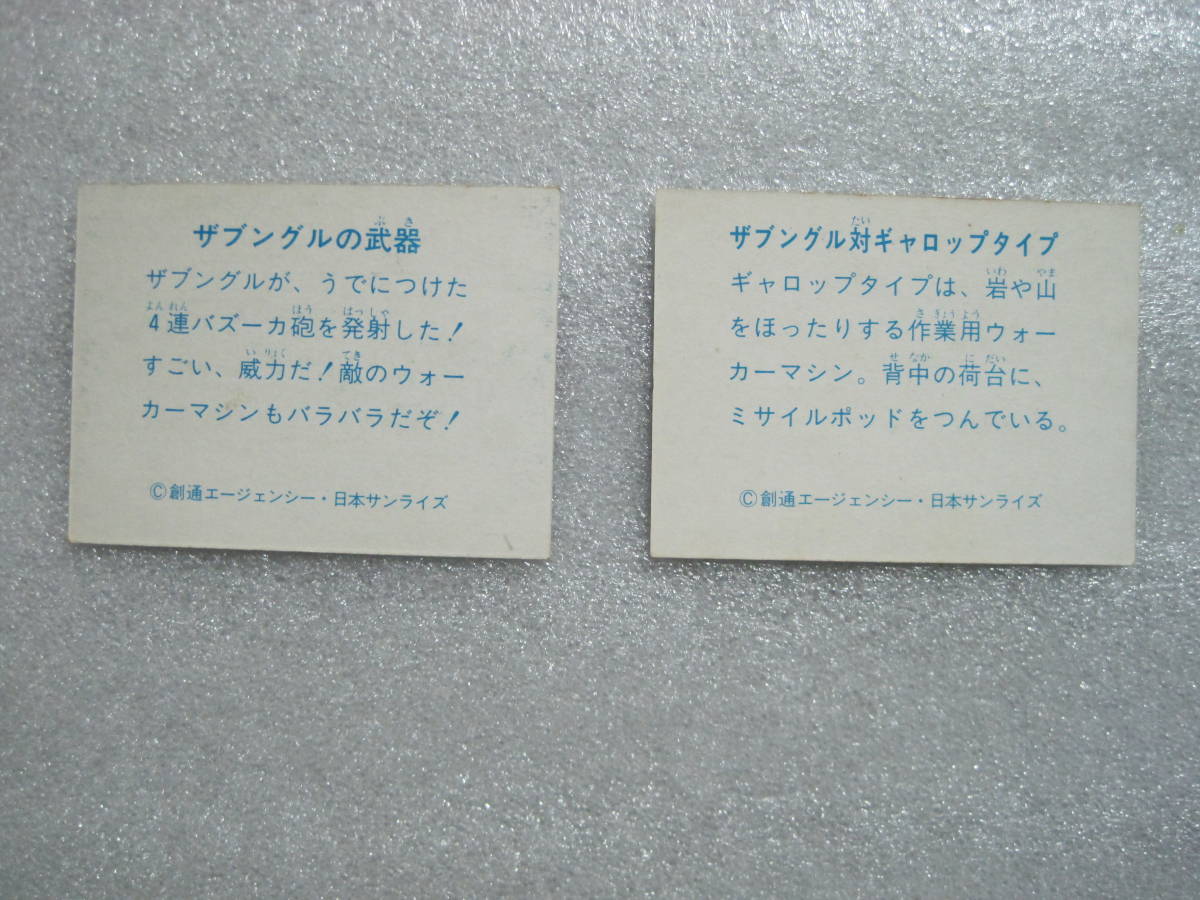 ザブングルの武器
ザブングルが、うでにつけた
4連バズーカ砲を発射した！
すごい、威力だ！敵のウォー
カーマシンもバラバラだぞ！
©創通エージェンシー・日本サンライズ
ザブングル対ギャロップタイプ
ギャロップタイプは、岩や山
をほったりする作業用ウォー
カーマシン。背中の荷台に、
ミサイルポッドをつんでいる。
©創通エージェンシー・日本サンライズ